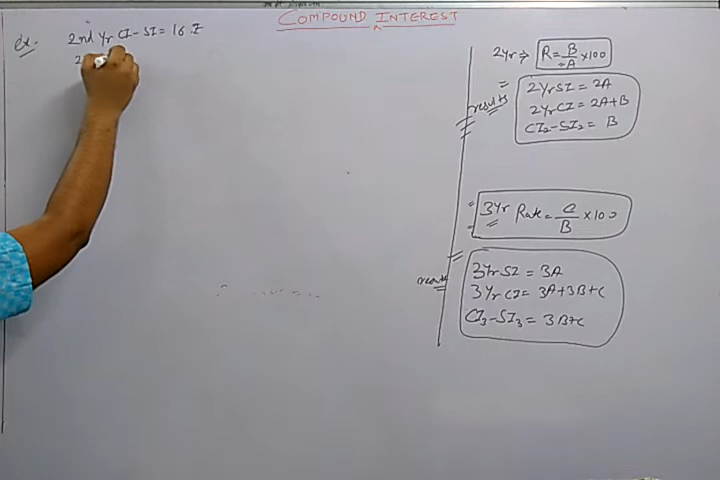 COMPOUND INTEREST
Ex.
2nd Yr CI-SI = 16 ₹
2
2Yr ⇒ R = B/A ×100
= 2Yr SI = 2A
results 2Yr CI = 2A+B
CI₂-SI₂ = B
3Yr Rate = C/B ×100
3Yr SI = 3A
results 3Yr CI = 3A+3B+C
CI₃-SI₃ = 3B+C